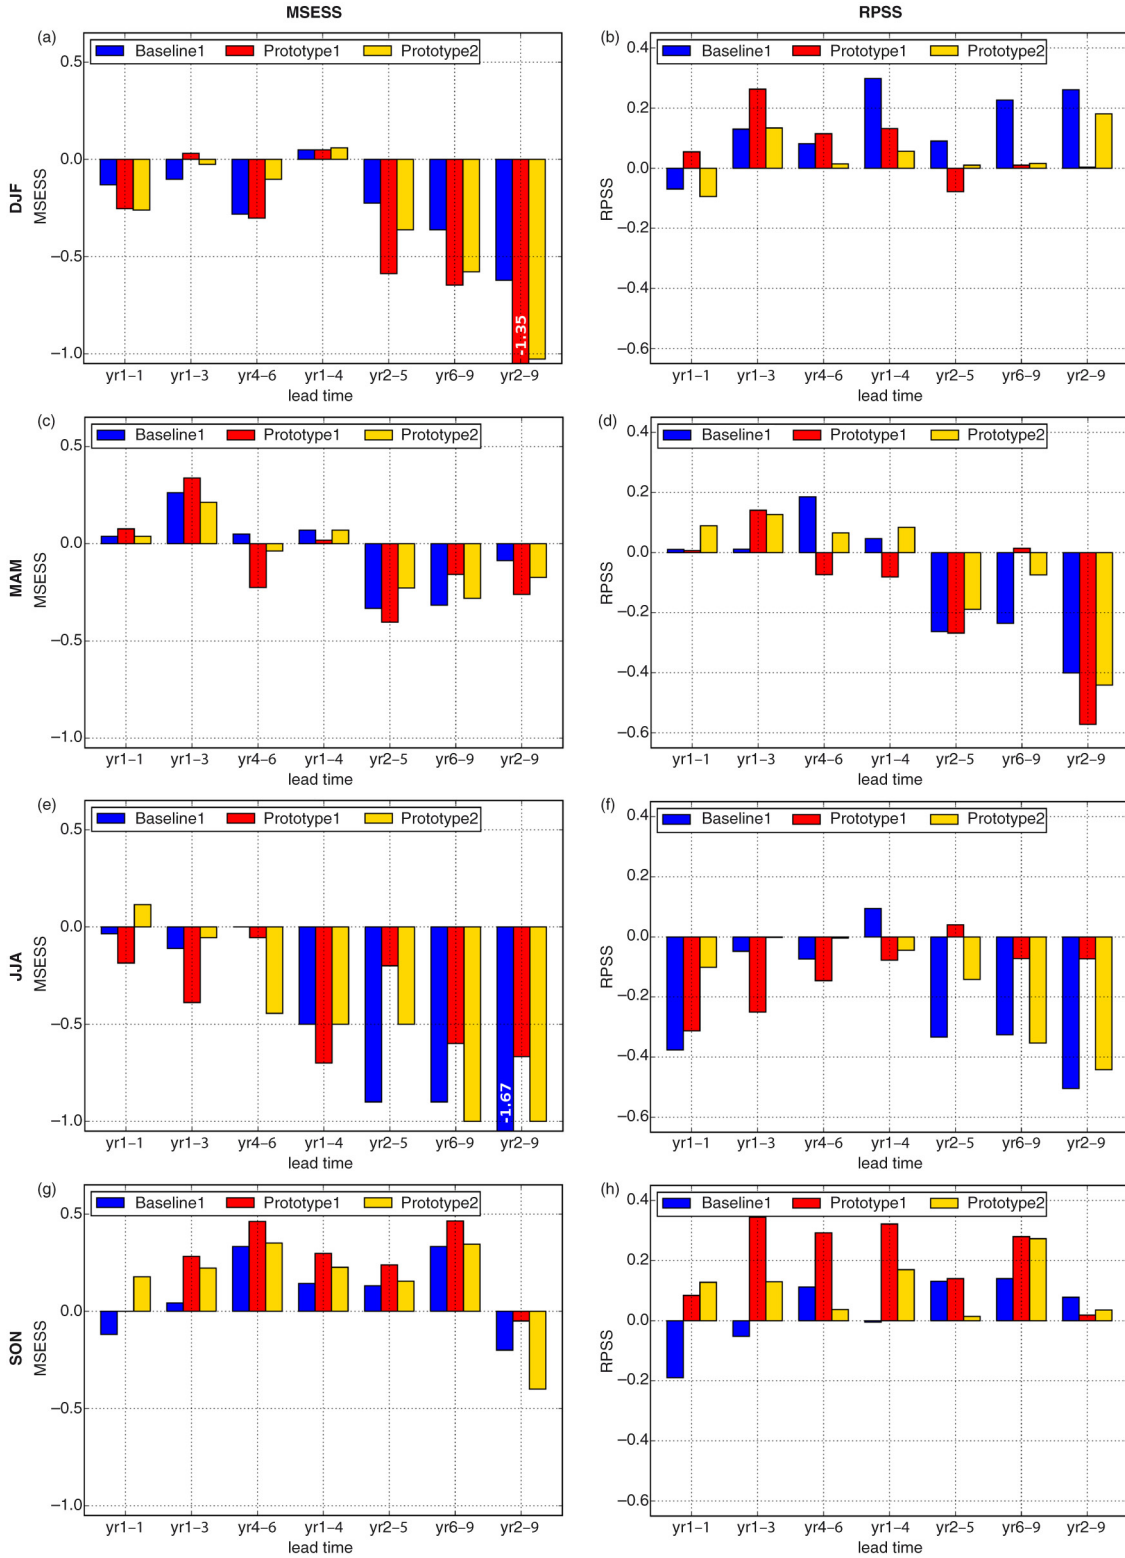 MSESS
RPSS
(a)
Baseline1 Prototype1 Prototype2
0.5
0.0
−0.5
−1.0
DJF
MSESS
-1.35
yr1−1 yr1−3 yr4−6 yr1−4 yr2−5 yr6−9 yr2−9
lead time
(b)
Baseline1 Prototype1 Prototype2
0.4
0.2
0.0
−0.2
−0.4
−0.6
RPSS
yr1−1 yr1−3 yr4−6 yr1−4 yr2−5 yr6−9 yr2−9
lead time
(c)
Baseline1 Prototype1 Prototype2
0.5
0.0
−0.5
−1.0
MAM
MSESS
yr1−1 yr1−3 yr4−6 yr1−4 yr2−5 yr6−9 yr2−9
lead time
(d)
Baseline1 Prototype1 Prototype2
0.4
0.2
0.0
−0.2
−0.4
−0.6
RPSS
yr1−1 yr1−3 yr4−6 yr1−4 yr2−5 yr6−9 yr2−9
lead time
(e)
Baseline1 Prototype1 Prototype2
0.5
0.0
−0.5
−1.0
JJA
MSESS
-1.67
yr1−1 yr1−3 yr4−6 yr1−4 yr2−5 yr6−9 yr2−9
lead time
(f)
Baseline1 Prototype1 Prototype2
0.4
0.2
0.0
−0.2
−0.4
−0.6
RPSS
yr1−1 yr1−3 yr4−6 yr1−4 yr2−5 yr6−9 yr2−9
lead time
(g)
Baseline1 Prototype1 Prototype2
0.5
0.0
−0.5
−1.0
SON
MSESS
yr1−1 yr1−3 yr4−6 yr1−4 yr2−5 yr6−9 yr2−9
lead time
(h)
Baseline1 Prototype1 Prototype2
0.4
0.2
0.0
−0.2
−0.4
−0.6
RPSS
yr1−1 yr1−3 yr4−6 yr1−4 yr2−5 yr6−9 yr2−9
lead time